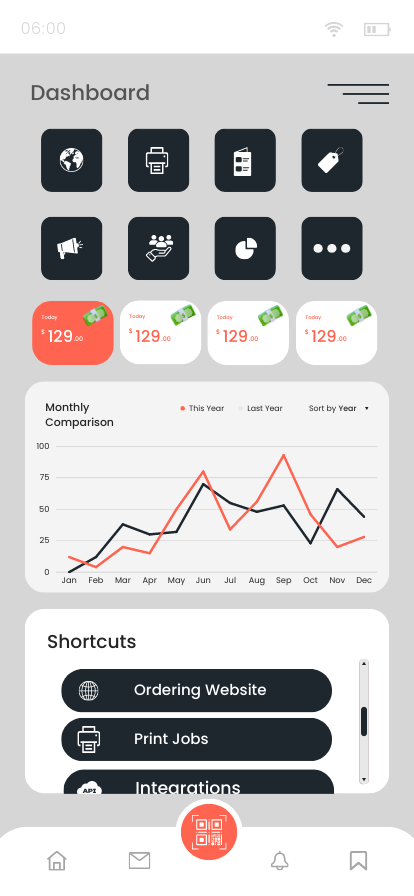 06:00
Dashboard
Today Today Today Today
$ 129.00 $ 129.00 $ 129.00 $ 129.00
Monthly Comparison
This Year Last Year Sort by Year
100
75
50
25
0
Jan Feb Mar Apr May Jun Jul Aug Sep Oct Nov Dec
Shortcuts
Ordering Website
Print Jobs
API Integrations